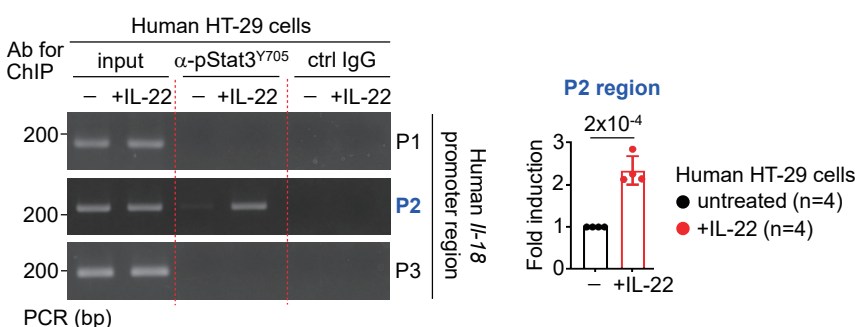 Human HT-29 cells
Ab for
ChIP
input α-pStat3Y705 ctrl IgG
– +IL-22 – +IL-22 – +IL-22
200 P1
200 P2
200 P3
Human Il-18
promoter region
PCR (bp)
P2 region
2x10-4
Fold induction
3
2
1
0
– +IL-22
Human HT-29 cells
untreated (n=4)
+IL-22 (n=4)